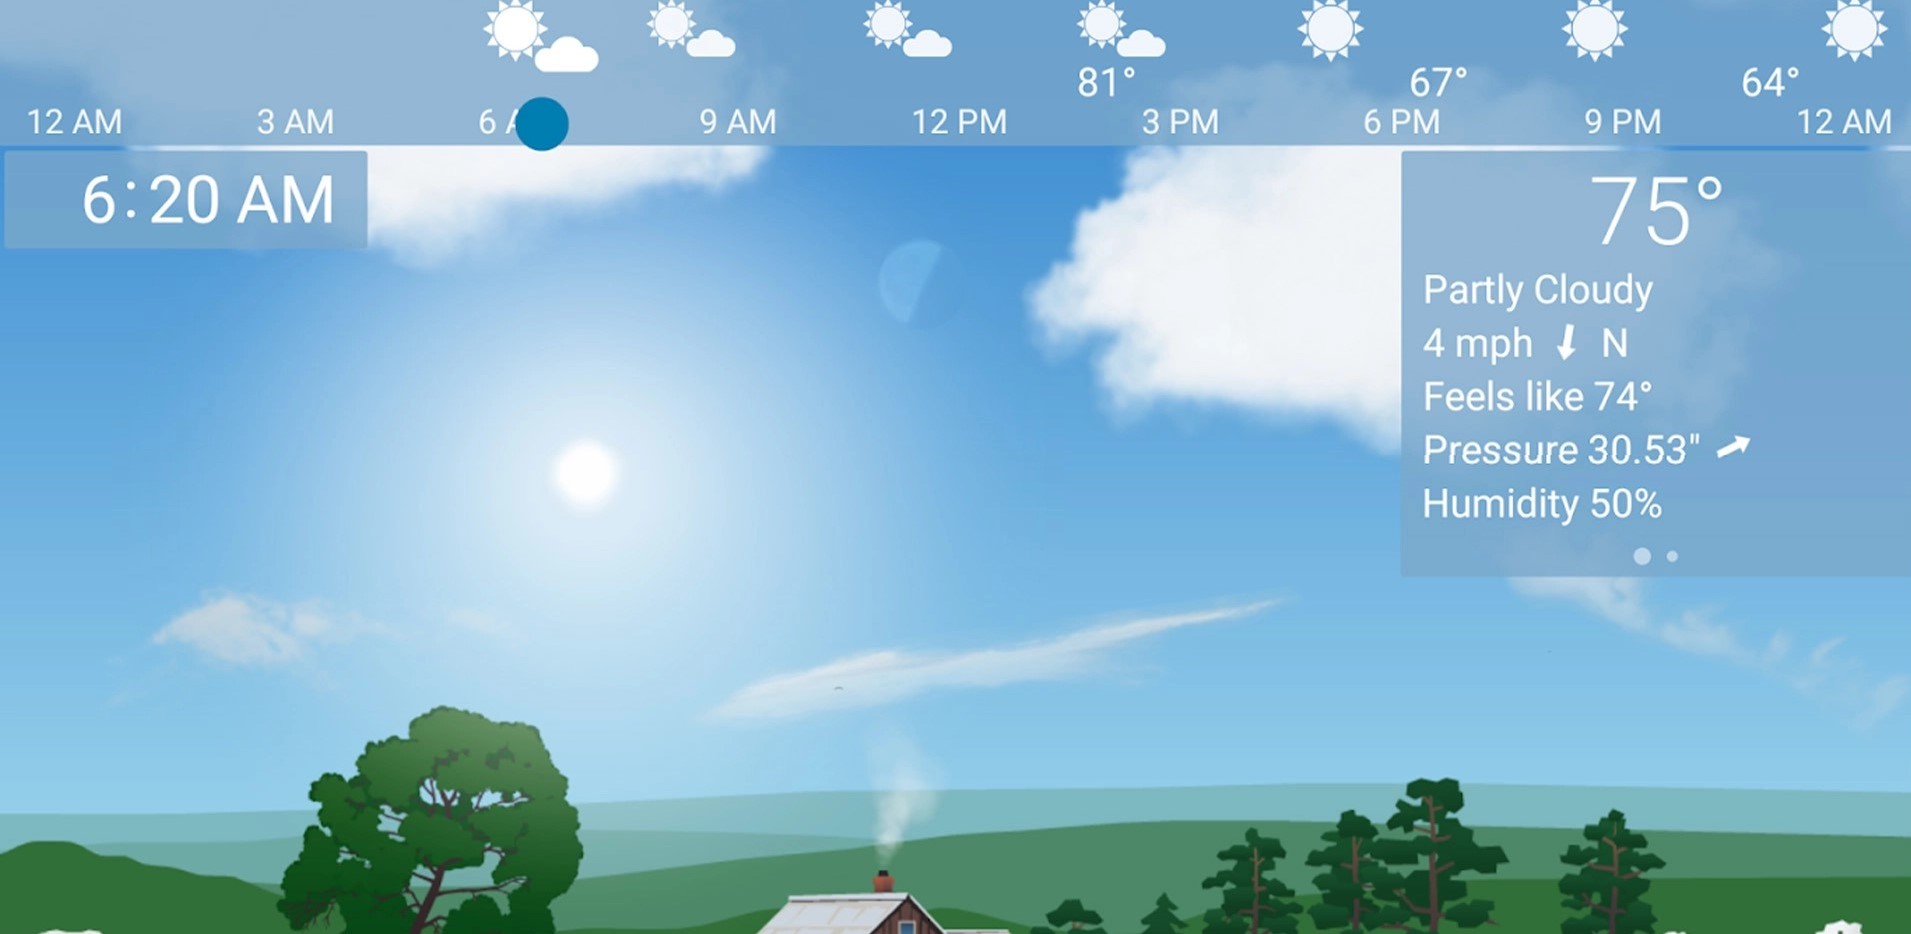 81° 67° 64°
12 AM 3 AM 6 A 9 AM 12 PM 3 PM 6 PM 9 PM 12 AM
6:20 AM
75°
Partly Cloudy
4 mph N
Feels like 74°
Pressure 30.53"
Humidity 50%